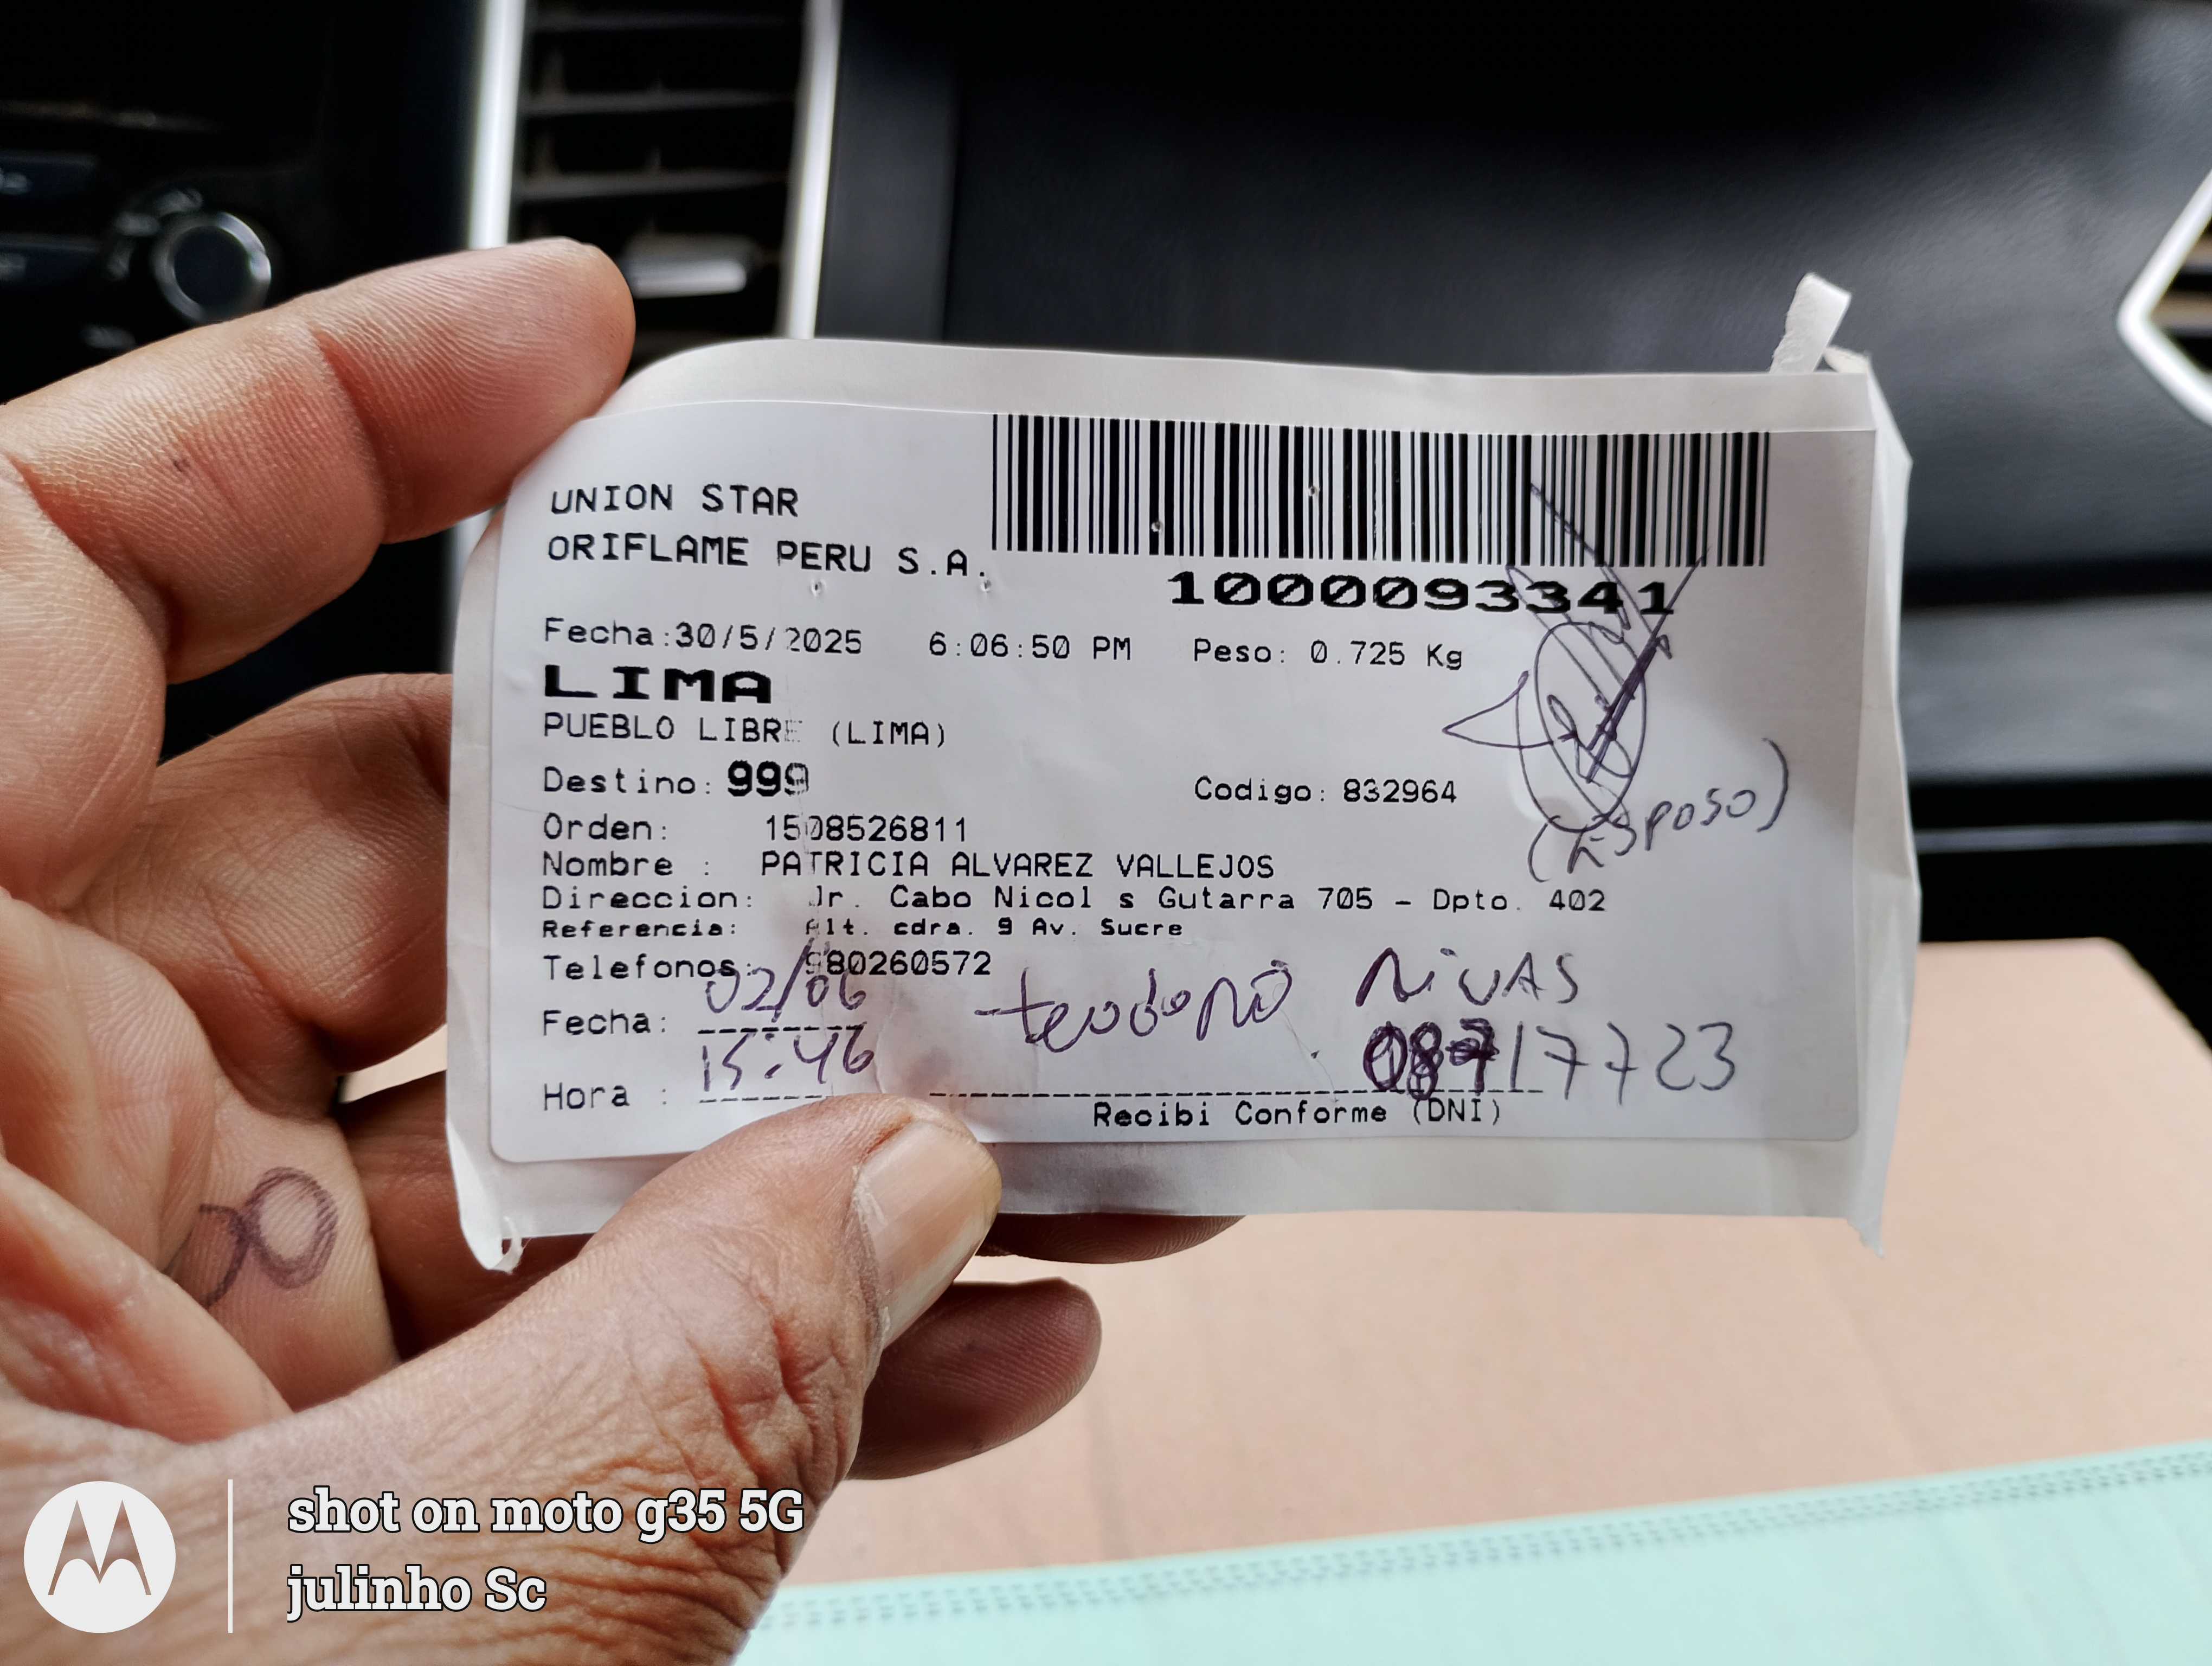 UNION STAR
ORIFLAME PERU S.A.
1000093341
Fecha:30/5/2025 6:06:50 PM Peso: 0.725 Kg
LIMA
PUEBLO LIBRE (LIMA)
Destino: 999 Codigo: 832964
(Esposo)
Orden: 1508526811
Nombre : PATRICIA ALVAREZ VALLEJOS
Direccion: Jr. Cabo Nicol s Gutarra 705 - Dpto. 402
Referencia: Alt. cdra. 9 Av. Sucre
Telefonos: 980260572
Fecha: 02/06 teodoro RivAS
Hora : 15:46 08717723
Recibi Conforme (DNI)
shot on moto g35 5G
julinho Sc